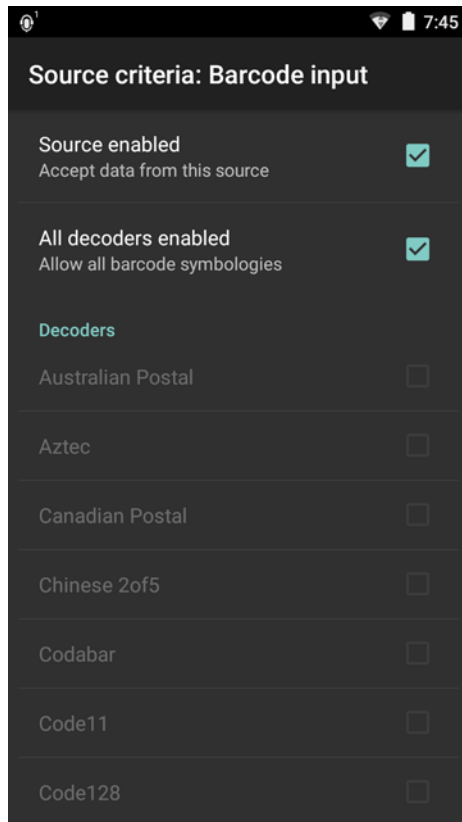 1
7:45
Source criteria: Barcode input
Source enabled
Accept data from this source
All decoders enabled
Allow all barcode symbologies
Decoders
Australian Postal
Aztec
Canadian Postal
Chinese 2of5
Codabar
Code11
Code128